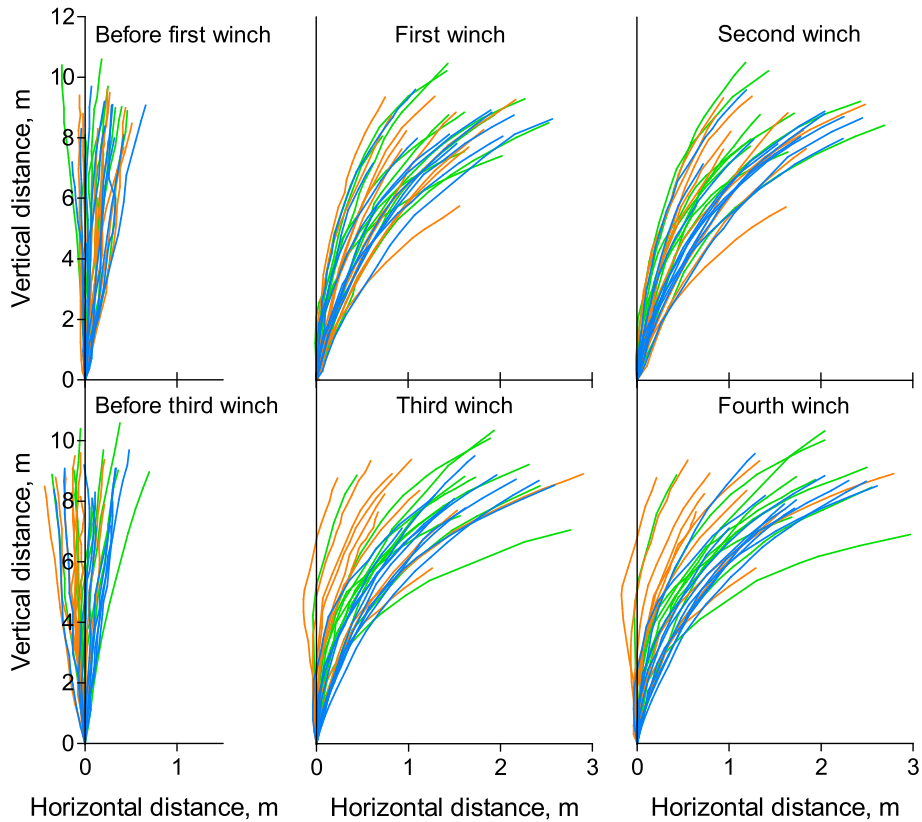 Before first winch
First winch
Second winch
12
10
8
6
4
2
0
Vertical distance, m
Before third winch
Third winch
Fourth winch
10
8
6
4
2
0
Vertical distance, m
0 1
0 1 2 3
0 1 2 3
Horizontal distance, m
Horizontal distance, m
Horizontal distance, m